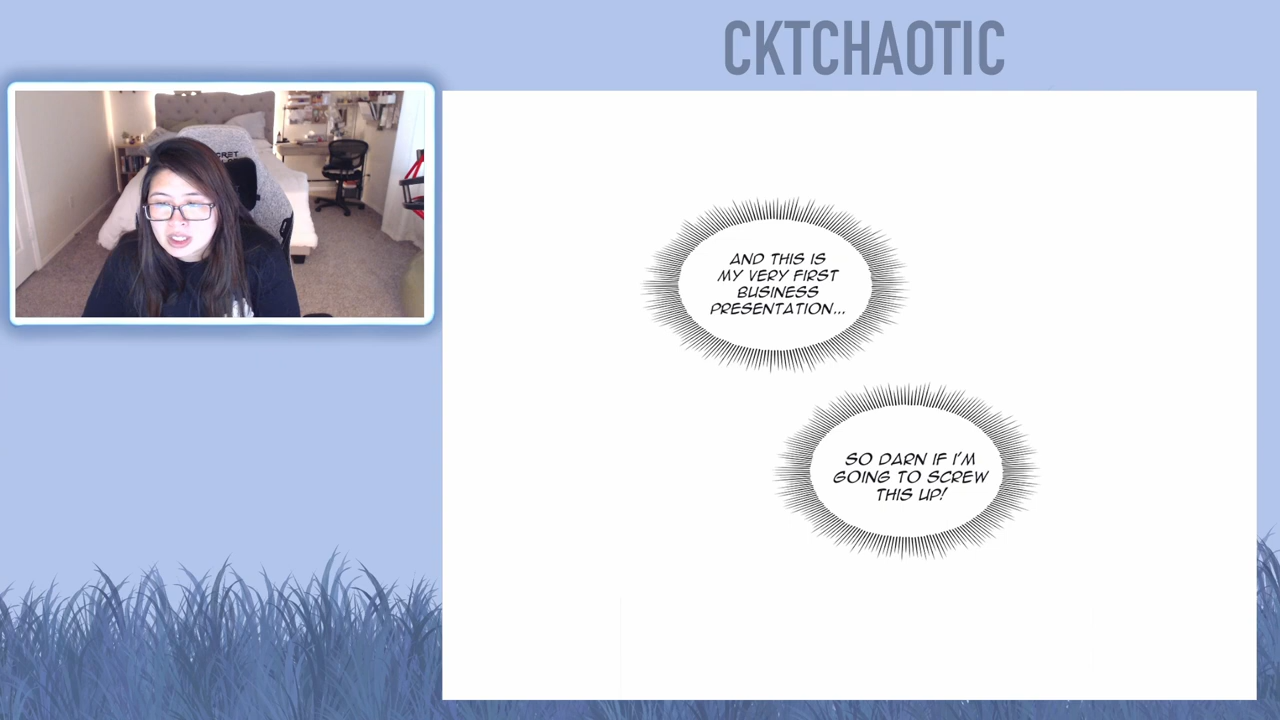 CKTCHAOTIC
AND THIS IS
MY VERY FIRST
BUSINESS
PRESENTATION...
SO DARN IF I'M
GOING TO SCREW
THIS UP!